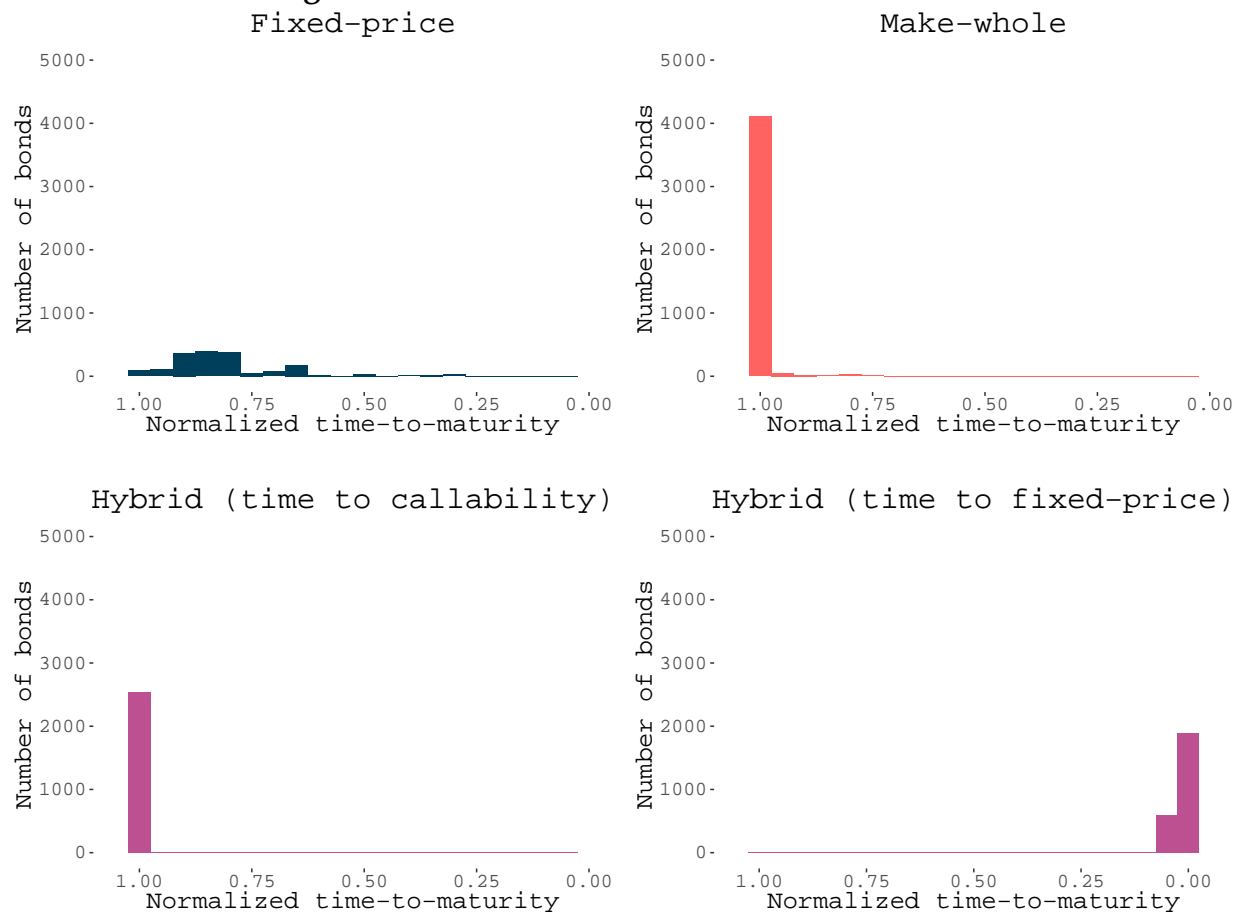 Fixed-price
Make-whole
Number of bonds
5000
4000
3000
2000
1000
0
1.00 0.75 0.50 0.25 0.00
Normalized time-to-maturity
Number of bonds
5000
4000
3000
2000
1000
0
1.00 0.75 0.50 0.25 0.00
Normalized time-to-maturity
Hybrid (time to callability)
Hybrid (time to fixed-price)
Number of bonds
5000
4000
3000
2000
1000
0
1.00 0.75 0.50 0.25 0.00
Normalized time-to-maturity
Number of bonds
5000
4000
3000
2000
1000
0
1.00 0.75 0.50 0.25 0.00
Normalized time-to-maturity